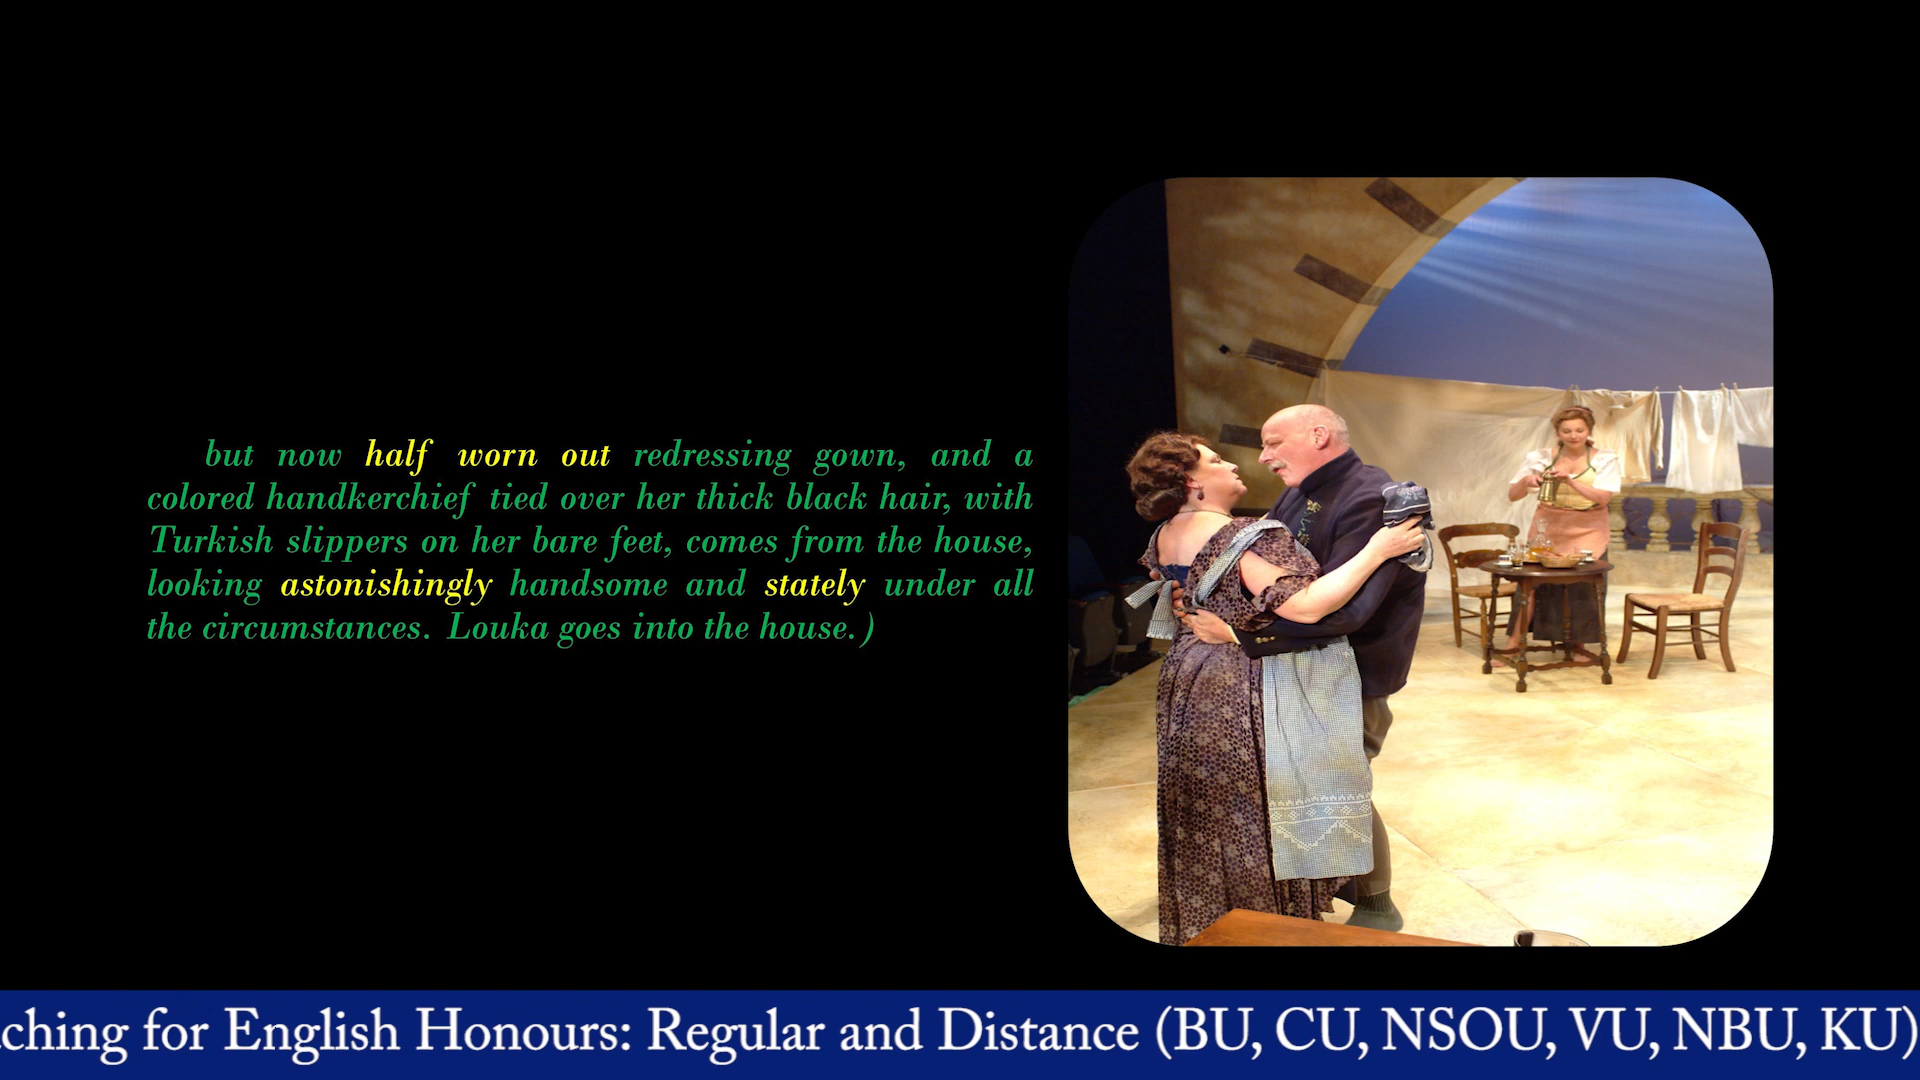 but now half worn out redressing gown, and a
colored handkerchief tied over her thick black hair, with
Turkish slippers on her bare feet, comes from the house,
looking astonishingly handsome and stately under all
the circumstances. Louka goes into the house.)
ching for English Honours: Regular and Distance (BU, CU, NSOU, VU, NBU, KU)